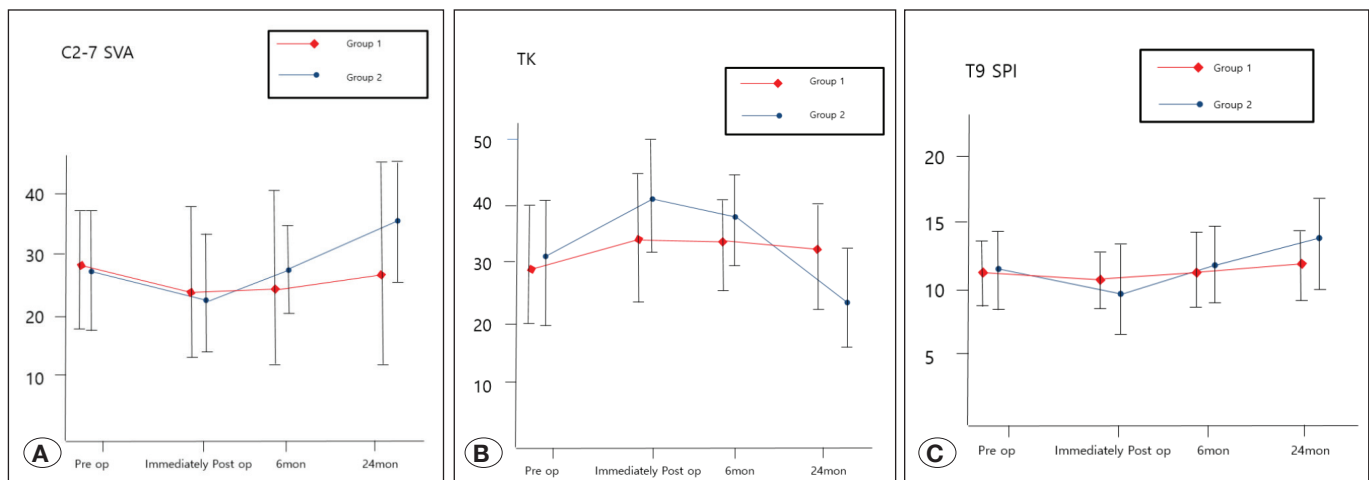 C2-7 SVA
Group 1
Group 2
40
30
20
10
Pre op Immediately Post op 6mon 24mon
A
TK
Group 1
Group 2
50
40
30
20
10
Pre op Immediately Post op 6mon 24mon
B
T9 SPI
Group 1
Group 2
20
15
10
5
Pre op Immediately Post op 6mon 24mon
C